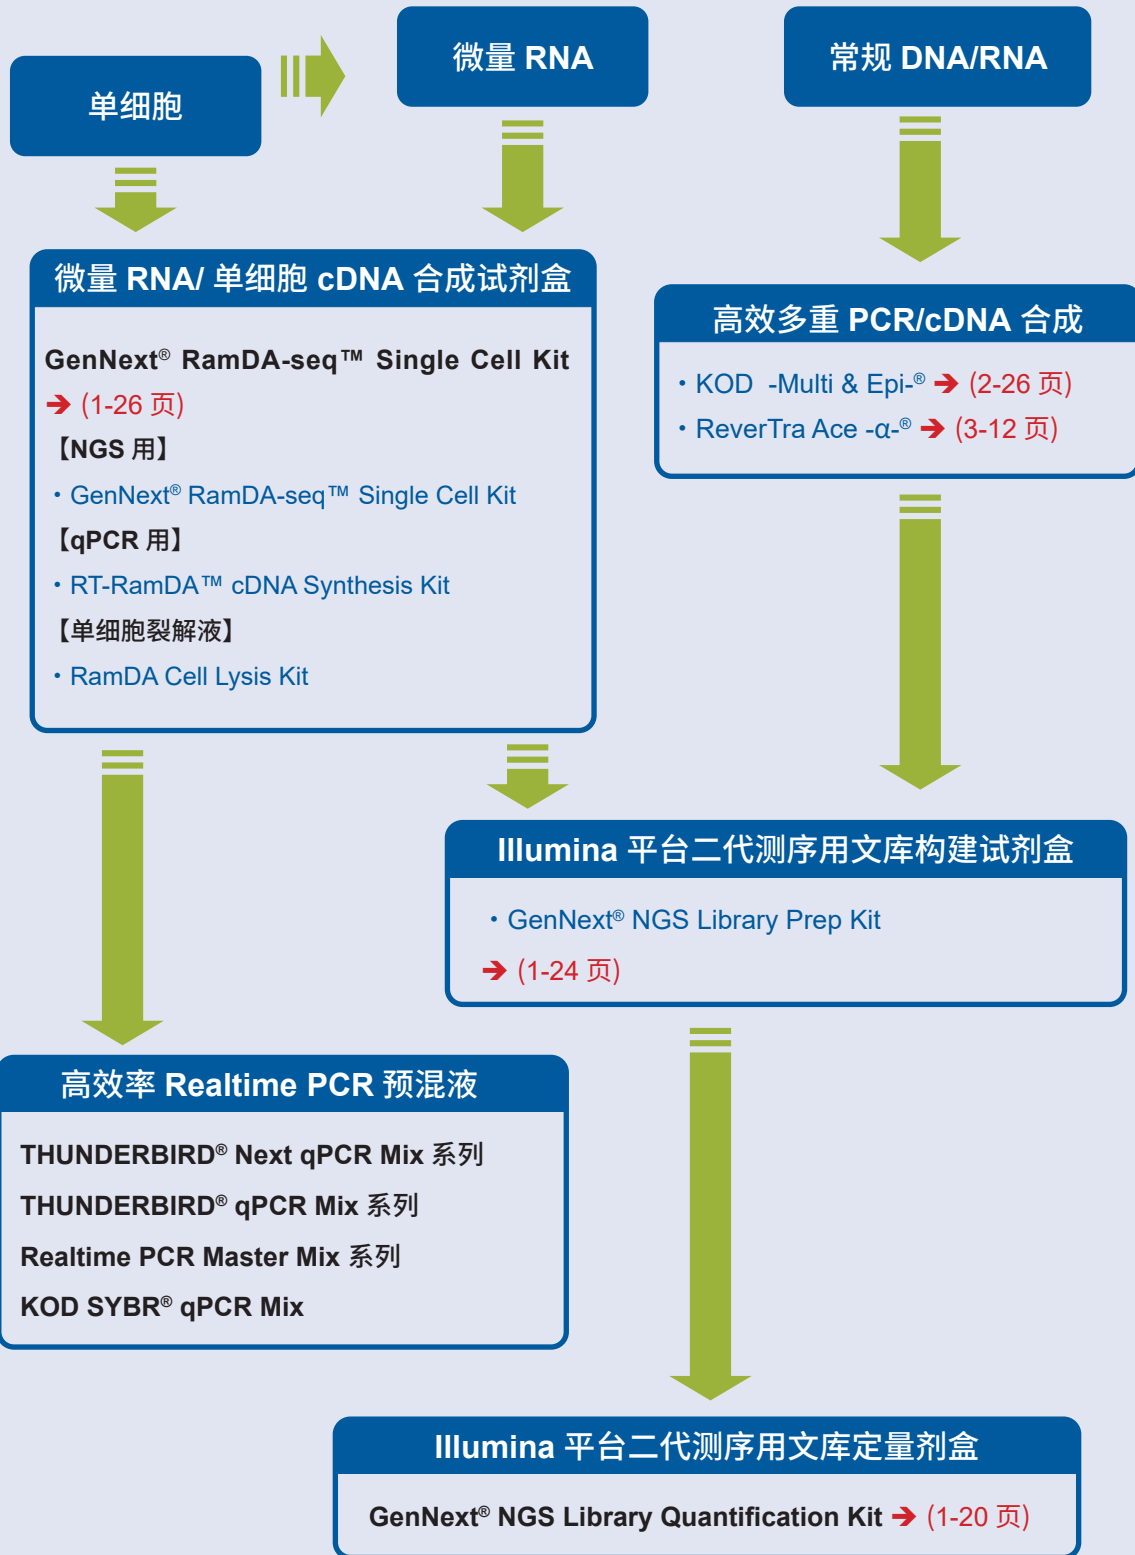 单细胞
微量 RNA
常规 DNA/RNA
微量 RNA/ 单细胞 cDNA 合成试剂盒
GenNext® RamDA-seq™ Single Cell Kit
➔ (1-26 页)
【NGS 用】
・GenNext® RamDA-seq™ Single Cell Kit
【qPCR 用】
・RT-RamDA™ cDNA Synthesis Kit
【单细胞裂解液】
・RamDA Cell Lysis Kit
高效多重 PCR/cDNA 合成
・KOD -Multi & Epi-® ➔ (2-26 页)
・ReverTra Ace -α-® ➔ (3-12 页)
Illumina 平台二代测序用文库构建试剂盒
・GenNext® NGS Library Prep Kit
➔ (1-24 页)
高效率 Realtime PCR 预混液
THUNDERBIRD® Next qPCR Mix 系列
THUNDERBIRD® qPCR Mix 系列
Realtime PCR Master Mix 系列
KOD SYBR® qPCR Mix
Illumina 平台二代测序用文库定量剂盒
GenNext® NGS Library Quantification Kit ➔ (1-20 页)